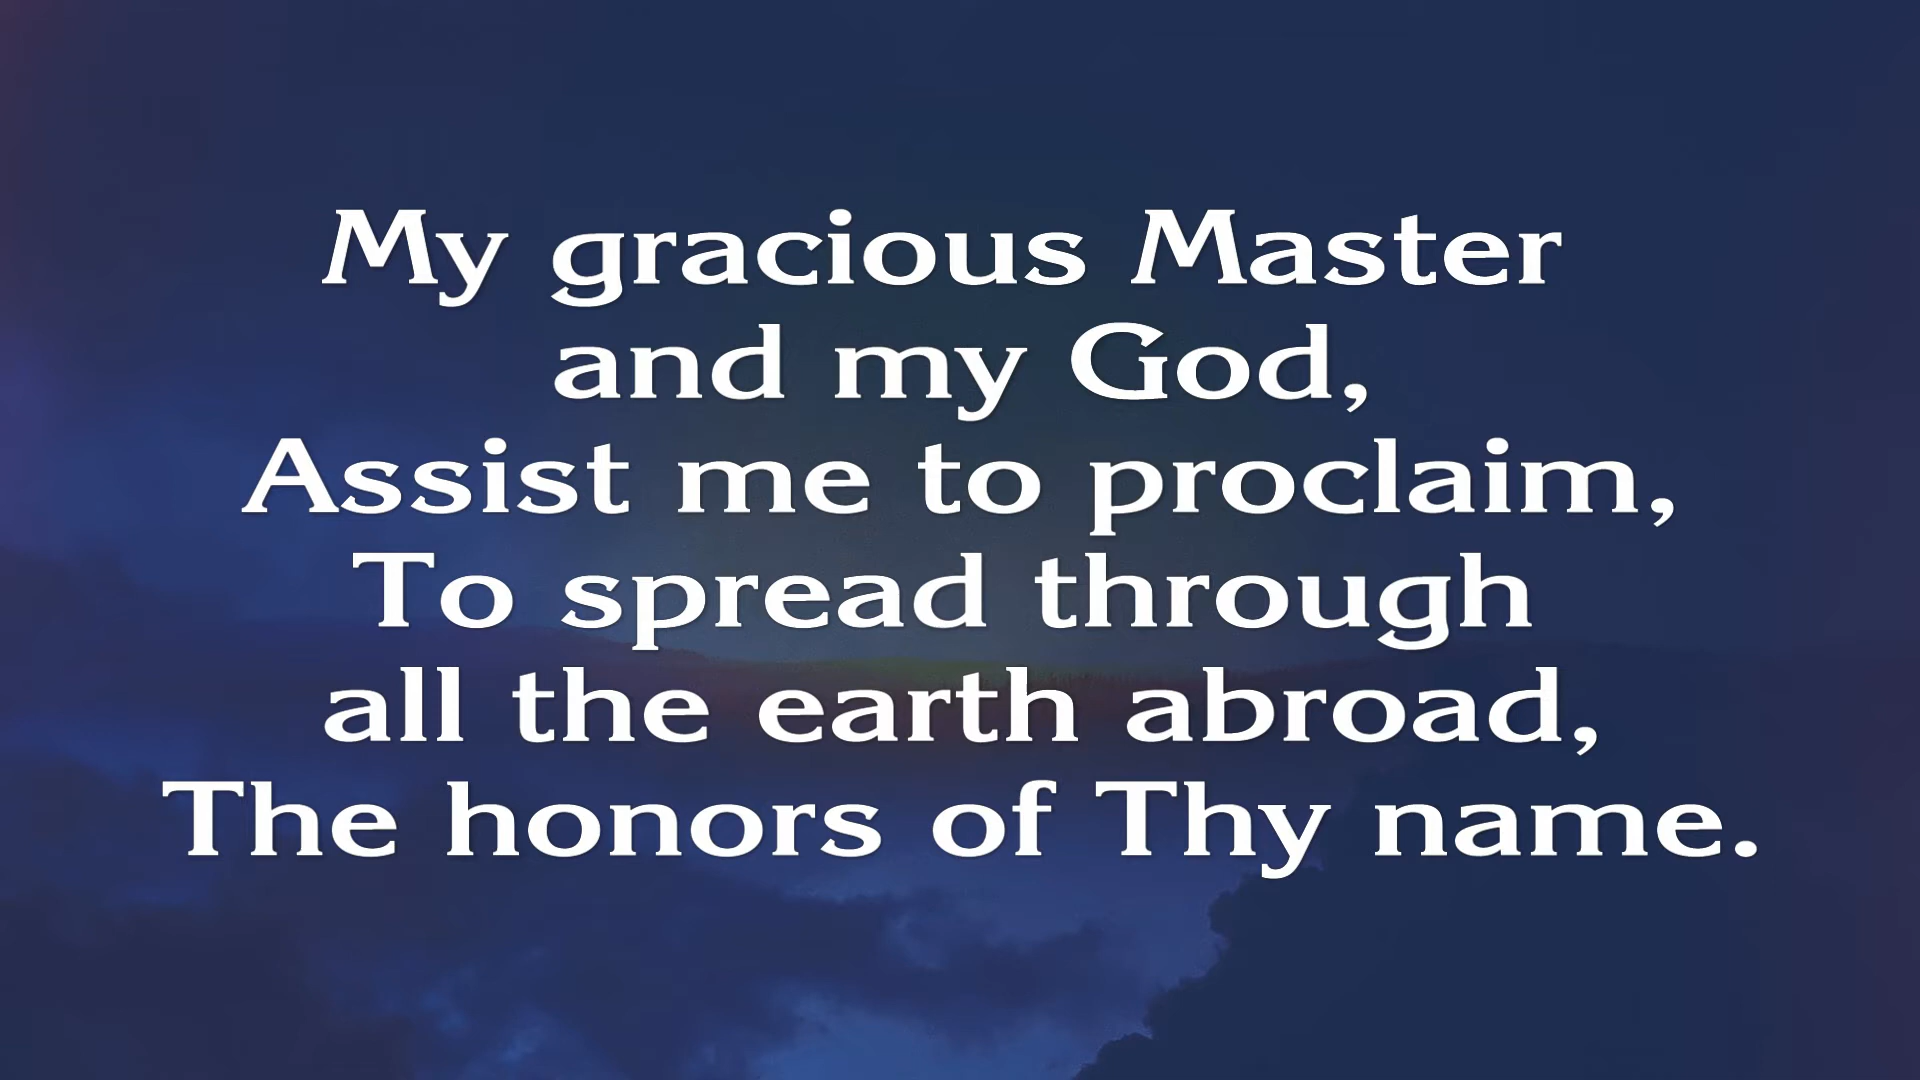 My gracious Master
and my God,
Assist me to proclaim,
To spread through
all the earth abroad,
The honors of Thy name.